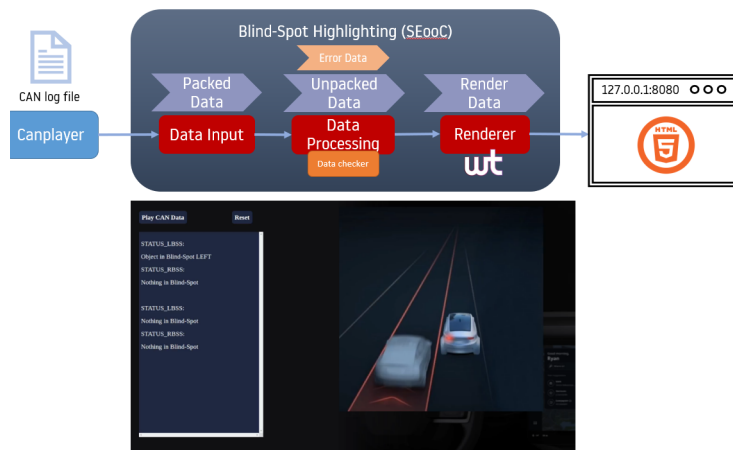 Blind-Spot Highlighting (SEooC)
Error Data
CAN log file
Packed
Data
Unpacked
Data
Render
Data
127.0.0.1:8080
Canplayer
Data Input
Data
Processing
Renderer
Data checker
wt
HTML
5
Play CAN Data
Reset
STATUS_LBSS:
Object in Blind-Spot LEFT
STATUS_RBSS:
Nothing in Blind-Spot
STATUS_LBSS:
Nothing in Blind-Spot
STATUS_RBSS:
Nothing in Blind-Spot
Ryan